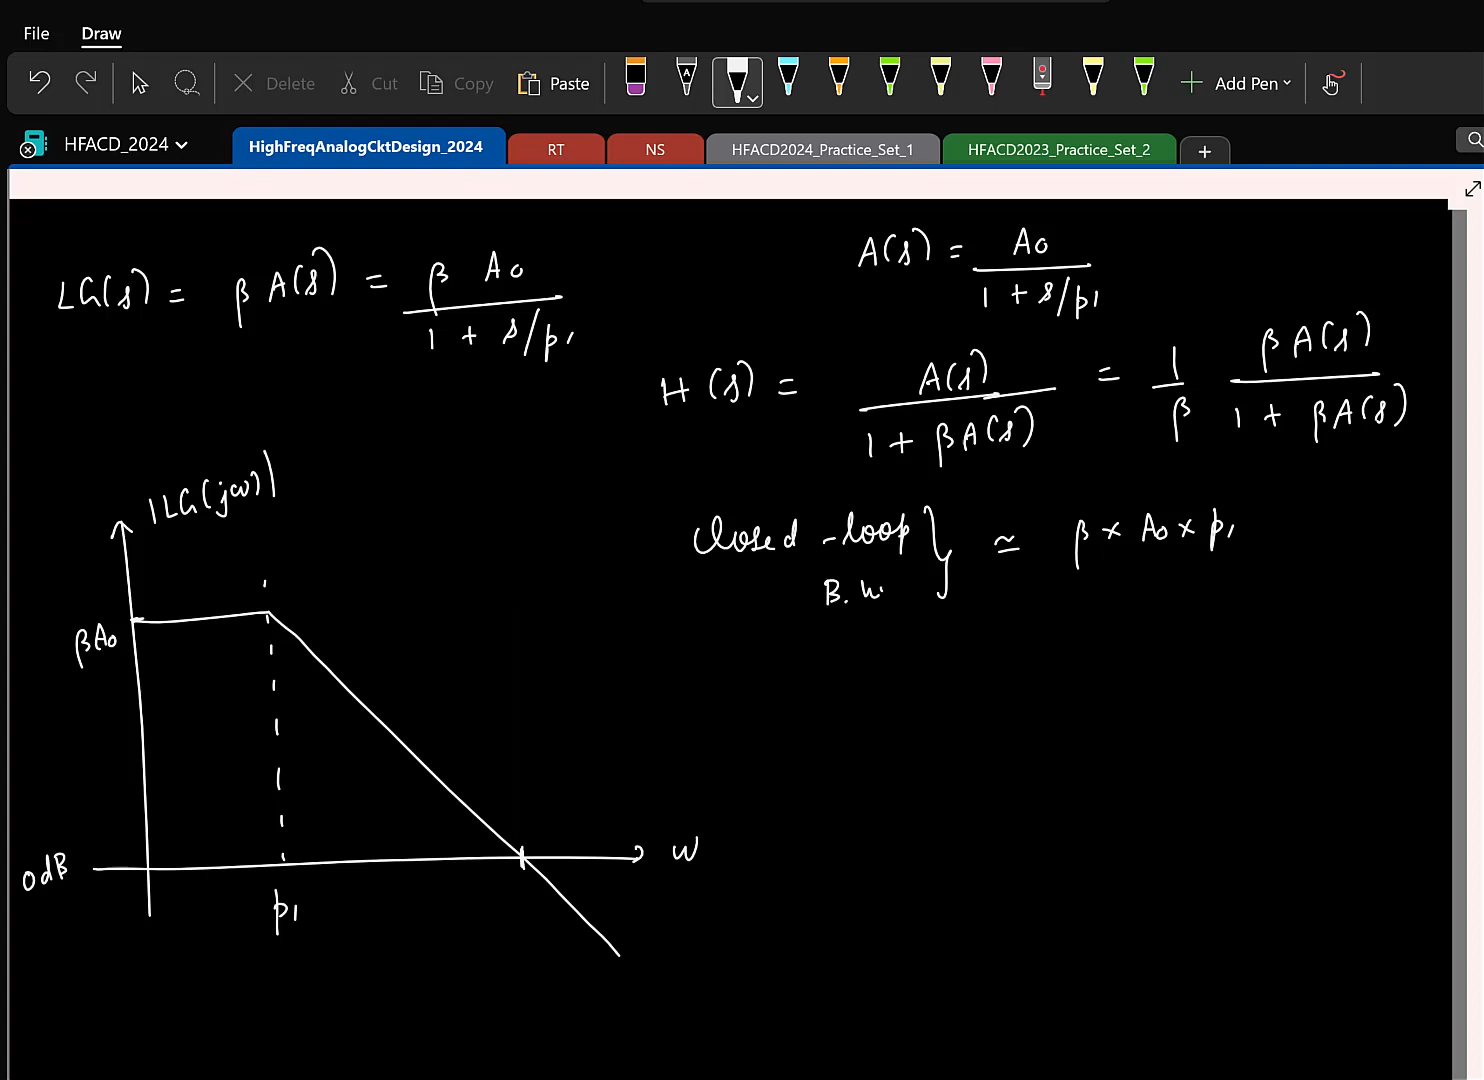 File Draw
Delete Cut Copy Paste A Add Pen
HFACD_2024 HighFreqAnalogCktDesign_2024 RT NS HFACD2024_Practice_Set_1 HFACD2023_Practice_Set_2 +
LG(s) = β A(s) = β A₀ / (1 + s/p₁)
A(s) = A₀ / (1 + s/p₁)
H(s) = A(s) / (1 + βA(s)) = 1/β βA(s) / (1 + βA(s))
|LG(jω)|
closed-loop } ≃ β × A₀ × p₁
B.W.
βA₀
0dB
ω
p₁